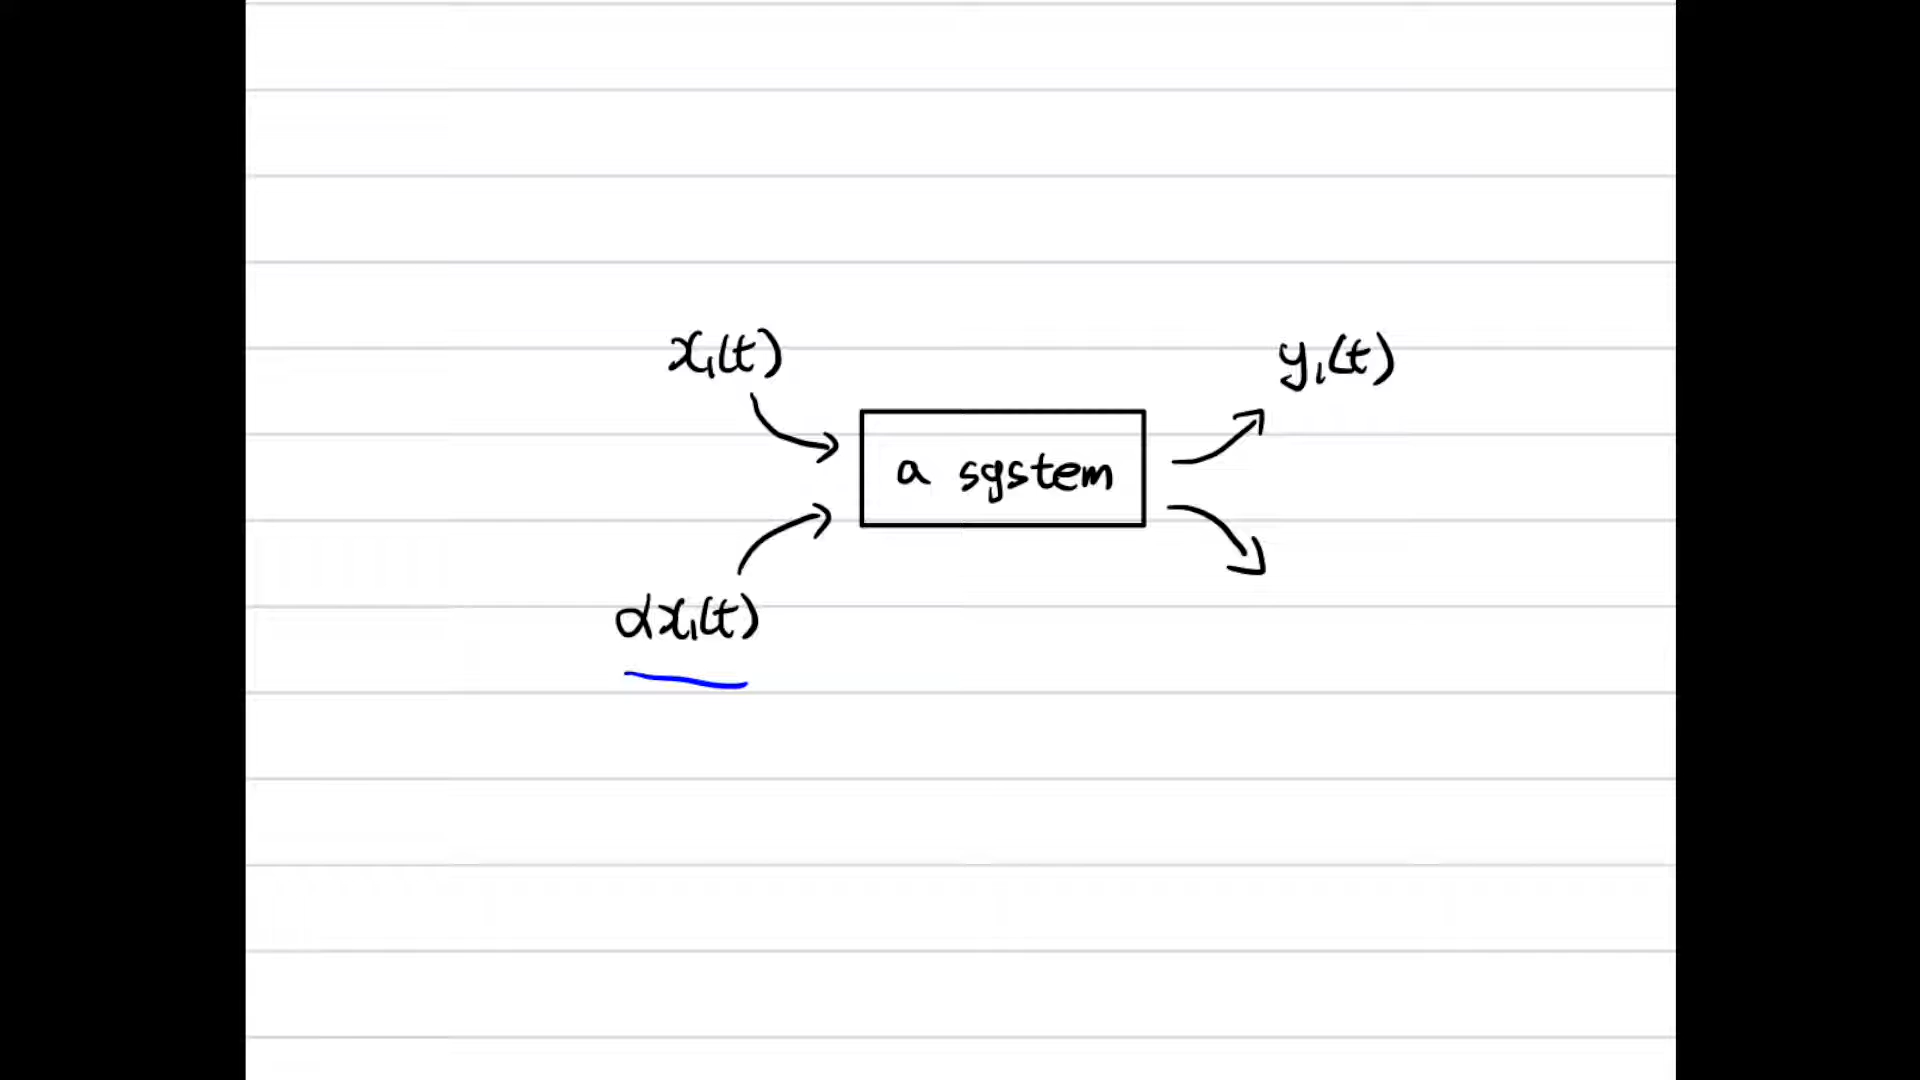 x₁(t)
y₁(t)
a system
αx₁(t)